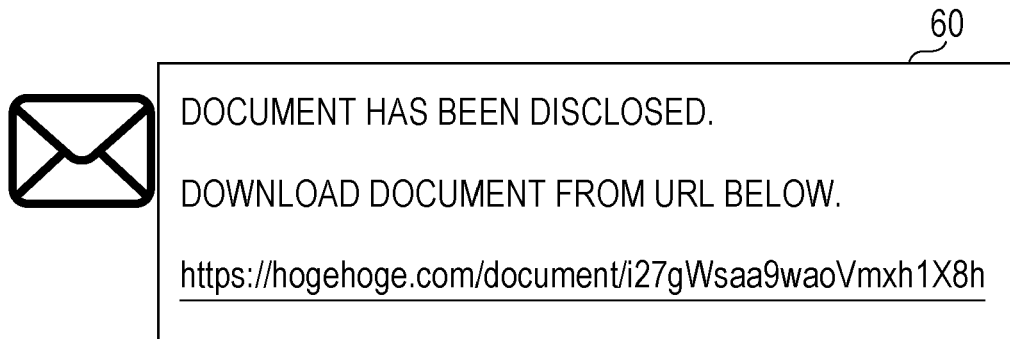 60
DOCUMENT HAS BEEN DISCLOSED.
DOWNLOAD DOCUMENT FROM URL BELOW.
https://hogehoge.com/document/i27gWsaa9waoVmxh1X8h